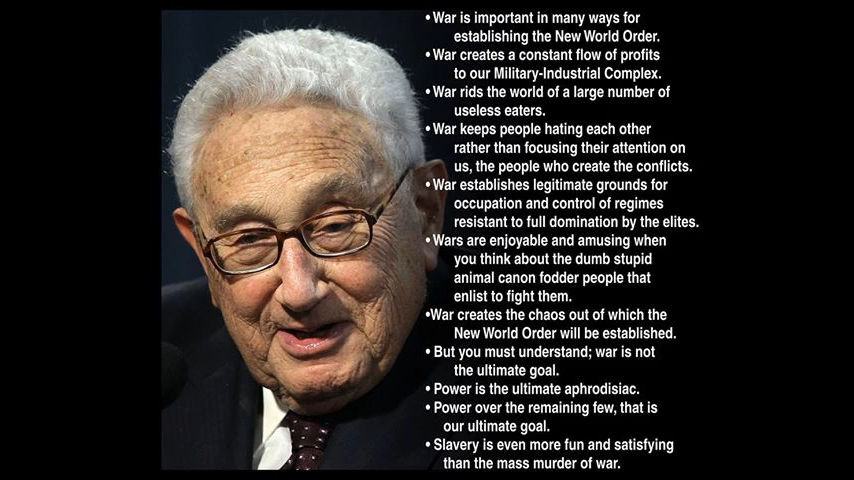 • War is important in many ways for
establishing the New World Order.
• War creates a constant flow of profits
to our Military-Industrial Complex.
• War rids the world of a large number of
useless eaters.
• War keeps people hating each other
rather than focusing their attention on
us, the people who create the conflicts.
• War establishes legitimate grounds for
occupation and control of regimes
resistant to full domination by the elites.
• Wars are enjoyable and amusing when
you think about the dumb stupid
animal canon fodder people that
enlist to fight them.
•War creates the chaos out of which the
New World Order will be established.
• But you must understand; war is not
the ultimate goal.
• Power is the ultimate aphrodisiac.
• Power over the remaining few, that is
our ultimate goal.
• Slavery is even more fun and satisfying
than the mass murder of war.